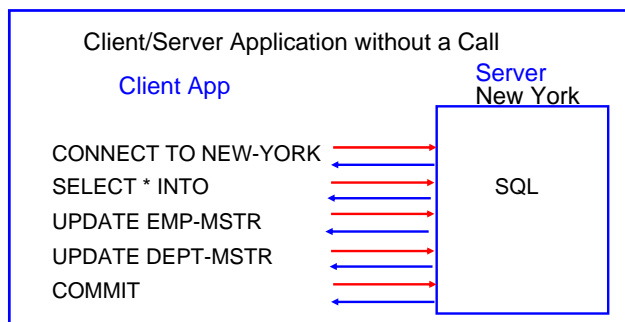 Client/Server Application without a Call
Client App
Server
New York
CONNECT TO NEW-YORK
SELECT * INTO
SQL
UPDATE EMP-MSTR
UPDATE DEPT-MSTR
COMMIT